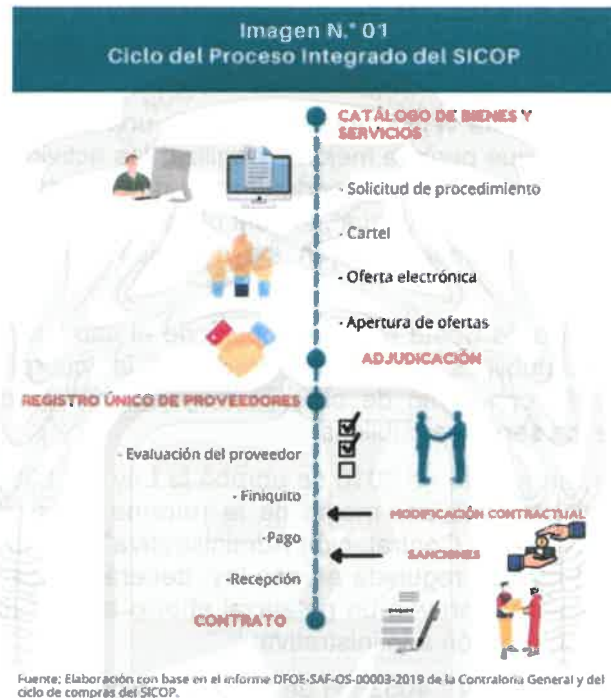 Imagen N.° 01
Ciclo del Proceso Integrado del SICOP
CATÁLOGO DE BIENES Y
SERVICIOS
- Solicitud de procedimiento
- Cartel
- Oferta electrónica
- Apertura de ofertas
ADJUDICACIÓN
REGISTRO ÚNICO DE PROVEEDORES
- Evaluación del proveedor
- Finiquito
MODIFICACIÓN CONTRACTUAL
-Pago
SANCIONES
-Recepción
CONTRATO
Fuente: Elaboración con base en el informe DFOE-SAF-OS-00003-2019 de la Contraloría General y del
ciclo de compras del SICOP.